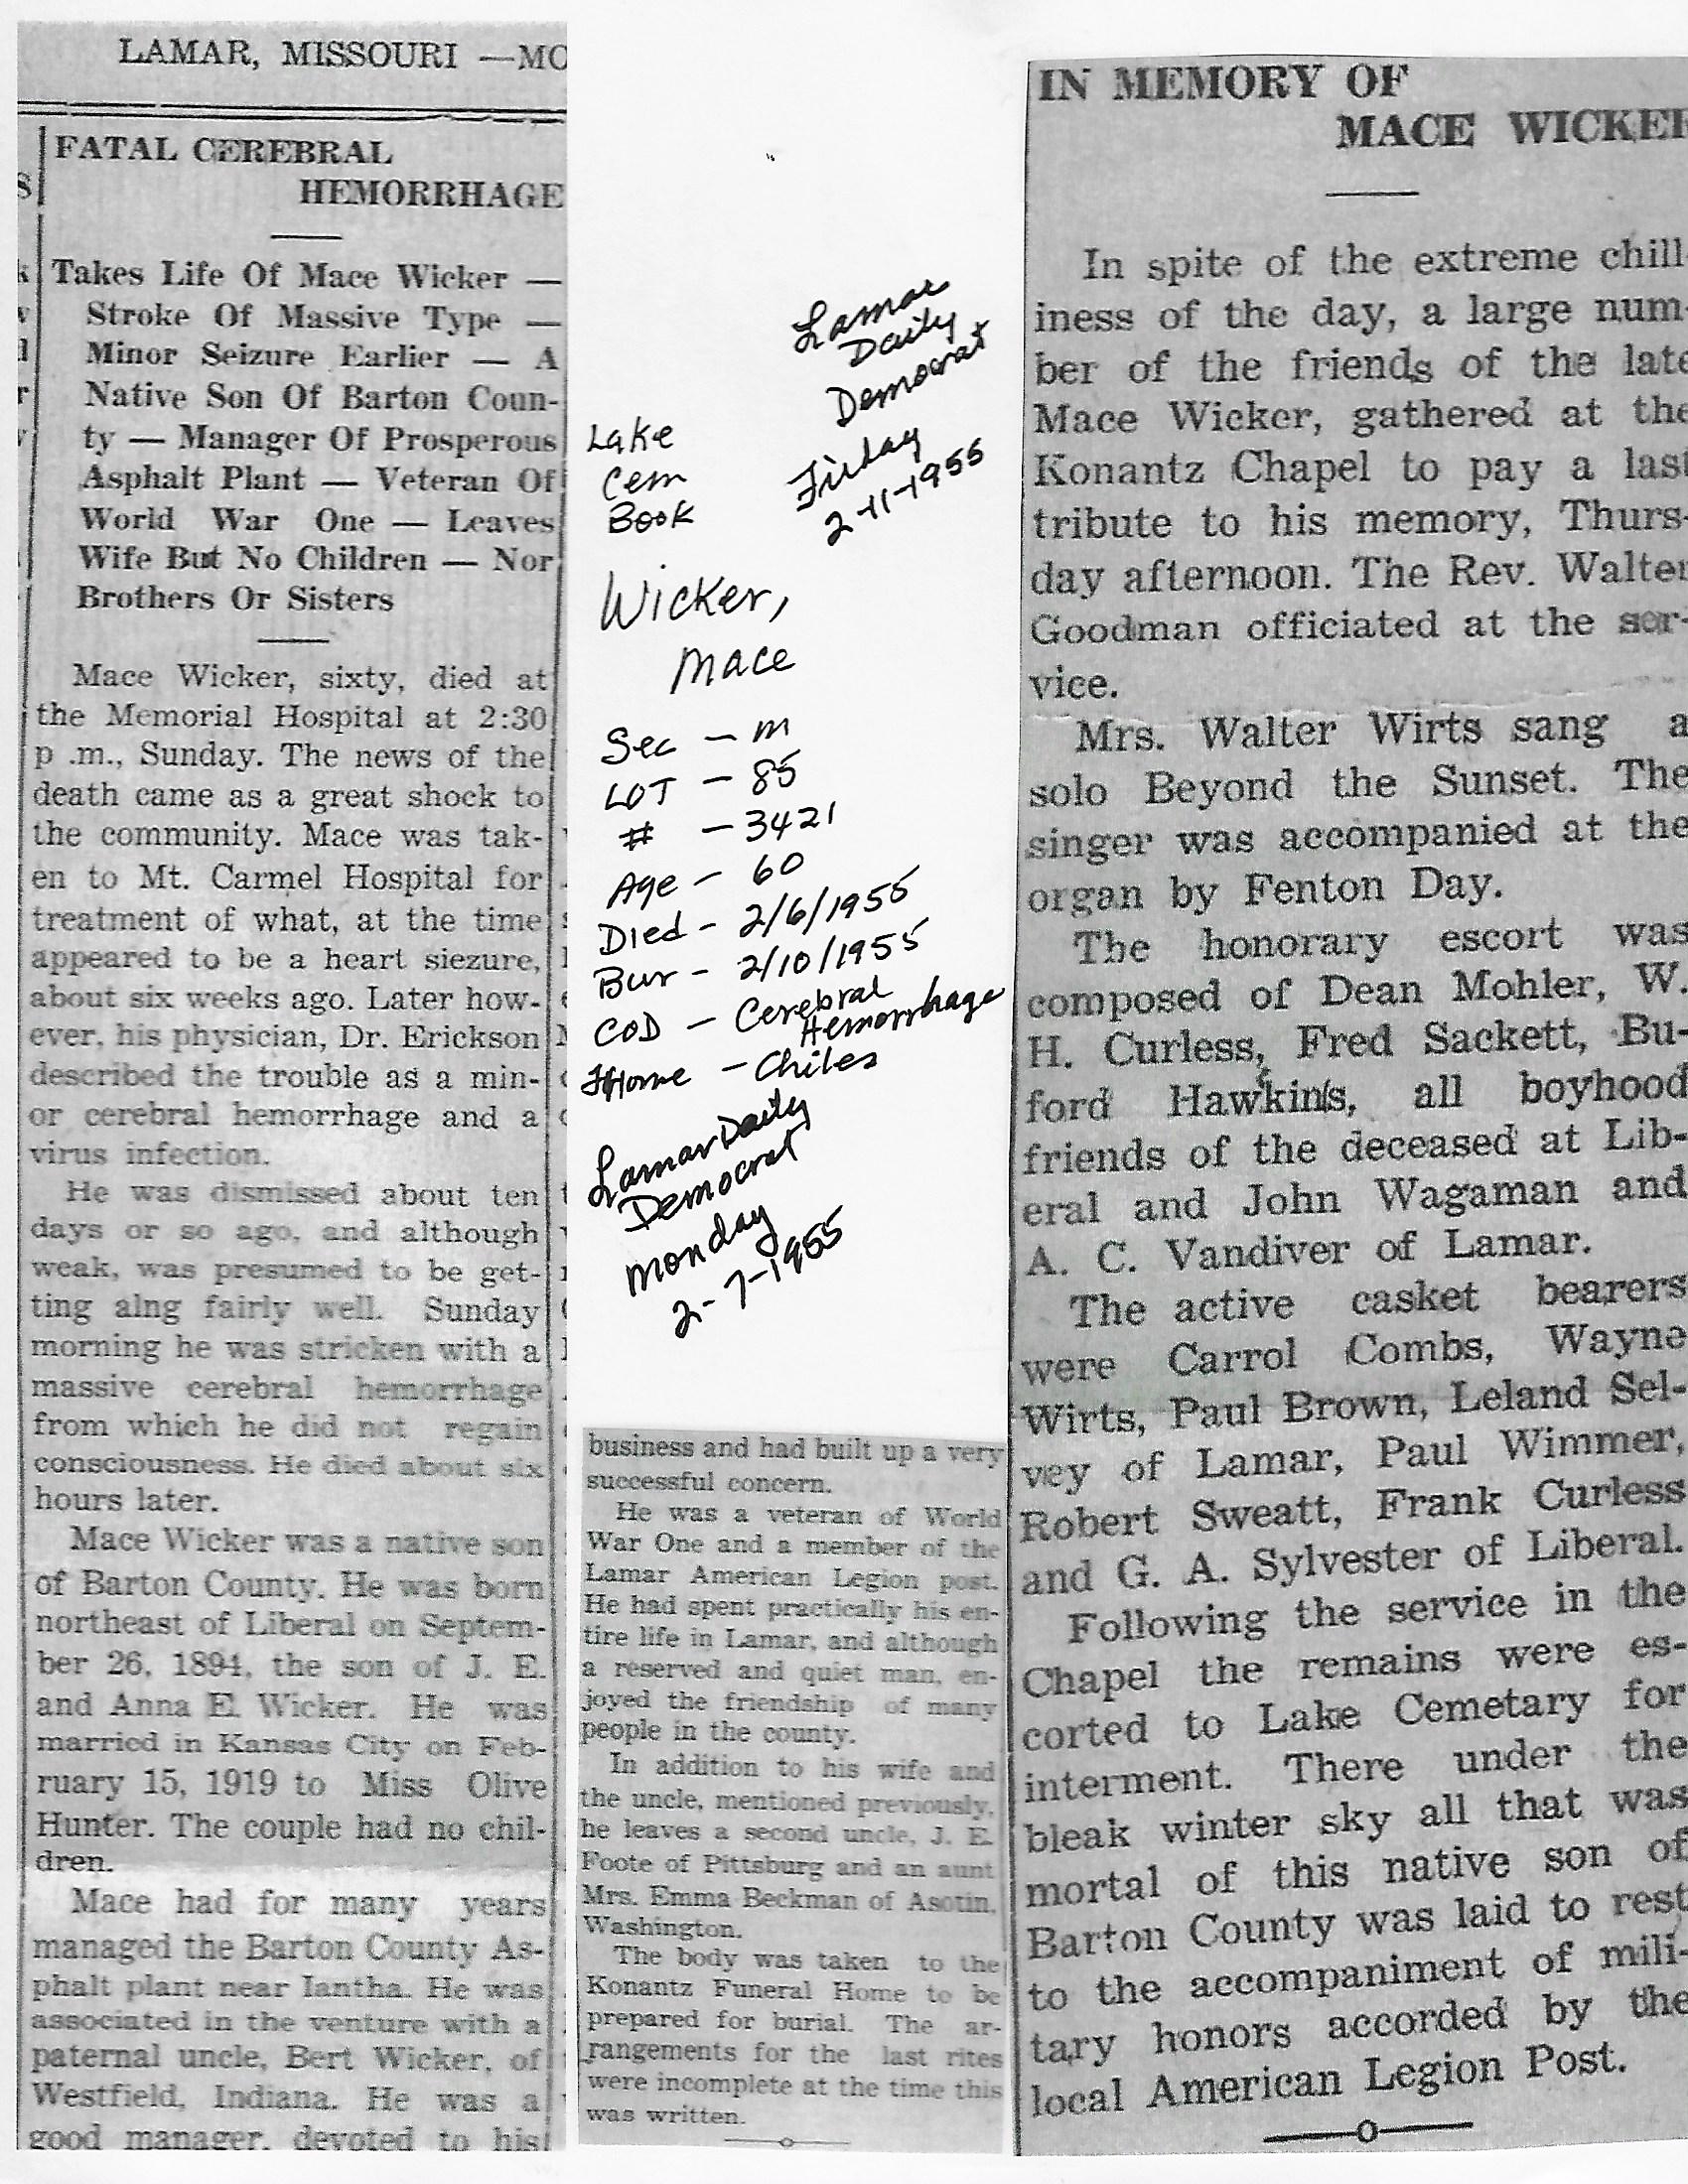 LAMAR, MISSOURI —MO
FATAL CEREBRAL
HEMORRHAGE
Takes Life Of Mace Wicker —
Stroke Of Massive Type —
Minor Seizure Earlier — A
Native Son Of Barton Coun-
ty — Manager Of Prosperous
Asphalt Plant — Veteran Of
World War One — Leaves
Wife But No Children — Nor
Brothers Or Sisters
Mace Wicker, sixty, died at
the Memorial Hospital at 2:30
p .m., Sunday. The news of the
death came as a great shock to
the community. Mace was tak-
en to Mt. Carmel Hospital for
treatment of what, at the time
appeared to be a heart siezure,
about six weeks ago. Later how-
ever, his physician, Dr. Erickson
described the trouble as a min-
or cerebral hemorrhage and a
virus infection.
He was dismissed about ten
days or so ago, and although
weak, was presumed to be get-
ting alng fairly well. Sunday
morning he was stricken with a
massive cerebral hemorrhage
from which he did not regain
consciousness. He died about six
hours later.
Mace Wicker was a native son
of Barton County. He was born
northeast of Liberal on Septem-
ber 26, 1894, the son of J. E.
and Anna E. Wicker. He was
married in Kansas City on Feb-
ruary 15, 1919 to Miss Olive
Hunter. The couple had no chil-
dren.
Mace had for many years
managed the Barton County As-
phalt plant near Iantha. He was
associated in the venture with a
paternal uncle, Bert Wicker, of
Westfield, Indiana. He was a
good manager, devoted to his
Lake
Cem
Book
Lamar
Daily
Democrat
Friday
2-11-1955
Wicker,
Mace
Sec - M
LOT - 85
# - 3421
Age - 60
Died - 2/6/1955
Bur - 2/10/1955
COD - Cerebral
Hemorrhage
FHome - Chiles
Lamar Daily
Democrat
Monday
2-7-1955
business and had built up a very
successful concern.
He was a veteran of World
War One and a member of the
Lamar American Legion post.
He had spent practically his en-
tire life in Lamar, and although
a reserved and quiet man, en-
joyed the friendship of many
people in the county.
In addition to his wife and
the uncle, mentioned previously,
he leaves a second uncle, J. E.
Foote of Pittsburg and an aunt
Mrs. Emma Beckman of Asotin,
Washington.
The body was taken to the
Konantz Funeral Home to be
prepared for burial. The ar-
rangements for the last rites
were incomplete at the time this
was written.
IN MEMORY OF
MACE WICKER
In spite of the extreme chill-
iness of the day, a large num-
ber of the friends of the late
Mace Wicker, gathered at the
Konantz Chapel to pay a last
tribute to his memory, Thurs-
day afternoon. The Rev. Walter
Goodman officiated at the ser-
vice.
Mrs. Walter Wirts sang a
solo Beyond the Sunset. The
singer was accompanied at the
organ by Fenton Day.
The honorary escort was
composed of Dean Mohler, W.
H. Curless, Fred Sackett, Bu-
ford Hawkins, all boyhood
friends of the deceased at Lib-
eral and John Wagaman and
A. C. Vandiver of Lamar.
The active casket bearers
were Carrol Combs, Wayne
Wirts, Paul Brown, Leland Sel-
vey of Lamar, Paul Wimmer,
Robert Sweatt, Frank Curless
and G. A. Sylvester of Liberal.
Following the service in the
Chapel the remains were es-
corted to Lake Cemetary for
interment. There under the
bleak winter sky all that was
mortal of this native son of
Barton County was laid to rest
to the accompaniment of mili-
tary honors accorded by the
local American Legion Post.